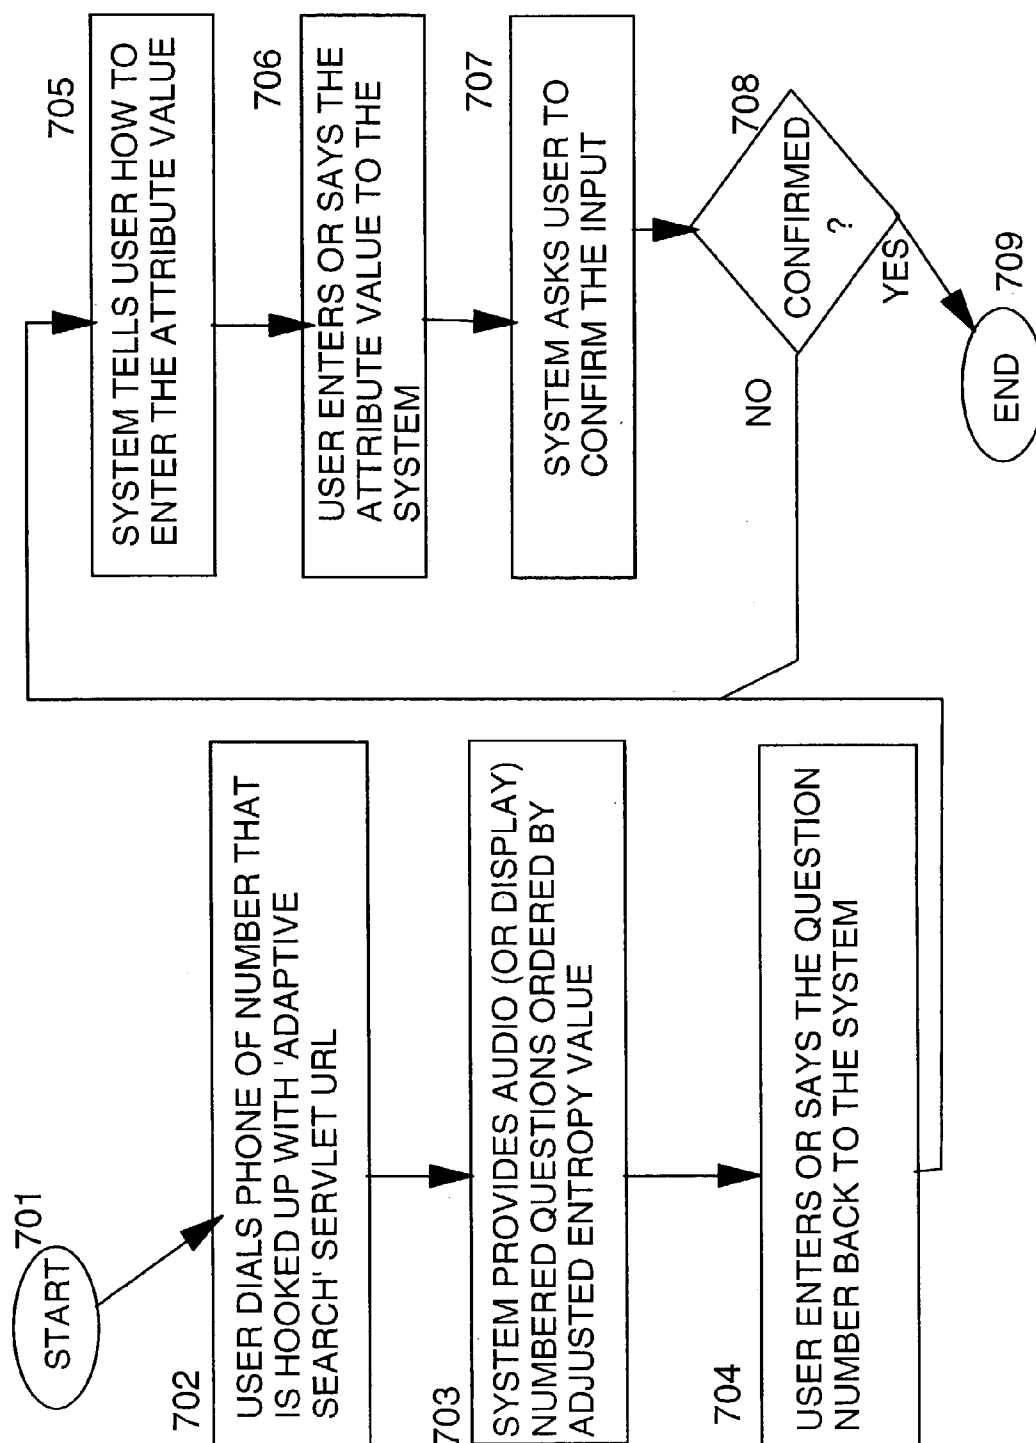 START
701
702
USER DIALS PHONE OF NUMBER THAT
IS HOOKED UP WITH 'ADAPTIVE
SEARCH' SERVLET URL
703
SYSTEM PROVIDES AUDIO (OR DISPLAY)
NUMBERED QUESTIONS ORDERED BY
ADJUSTED ENTROPY VALUE
704
USER ENTERS OR SAYS THE QUESTION
NUMBER BACK TO THE SYSTEM
705
SYSTEM TELLS USER HOW TO
ENTER THE ATTRIBUTE VALUE
706
USER ENTERS OR SAYS THE
ATTRIBUTE VALUE TO THE
SYSTEM
707
SYSTEM ASKS USER TO
CONFIRM THE INPUT
708
CONFIRMED
?
NO
YES
END
709